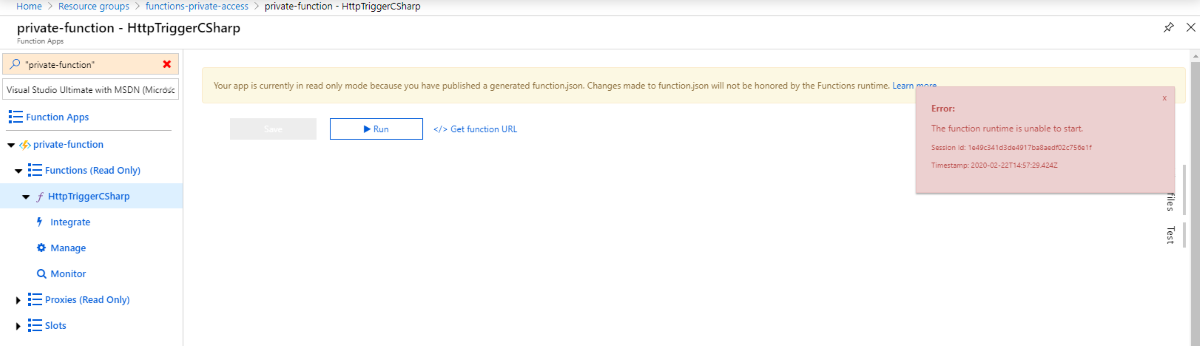 Home > Resource groups > functions-private-access > private-function - HttpTriggerCSharp
private-function - HttpTriggerCSharp
Function Apps
"private-function"
Visual Studio Ultimate with MSDN (Micros
Function Apps
private-function
Functions (Read Only)
HttpTriggerCSharp
Integrate
Manage
Monitor
Proxies (Read Only)
Slots
Your app is currently in read only mode because you have published a generated function.json. Changes made to function.json will not be honored by the Functions runtime. Learn more
Save
Run
</> Get function URL
x
Error:
The function runtime is unable to start.
Session Id: 1e49c341d3de4917ba8aedf02c756e1f
Timestamp: 2020-02-22T14:57:29.424Z
files
Test